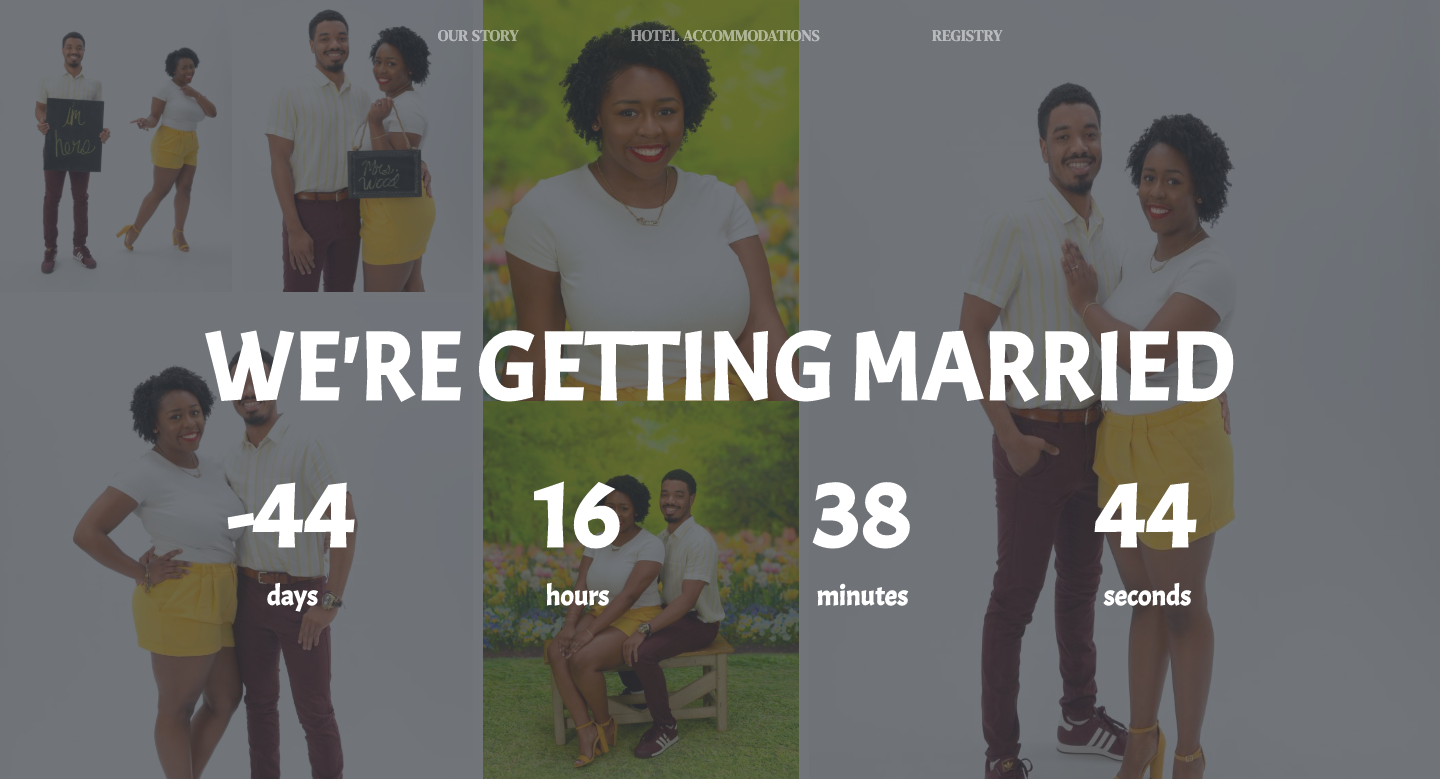 OUR STORY HOTEL ACCOMMODATIONS REGISTRY
im
here
Mrs.
Wood
WE'RE GETTING MARRIED
-44 16 38 44
days hours minutes seconds